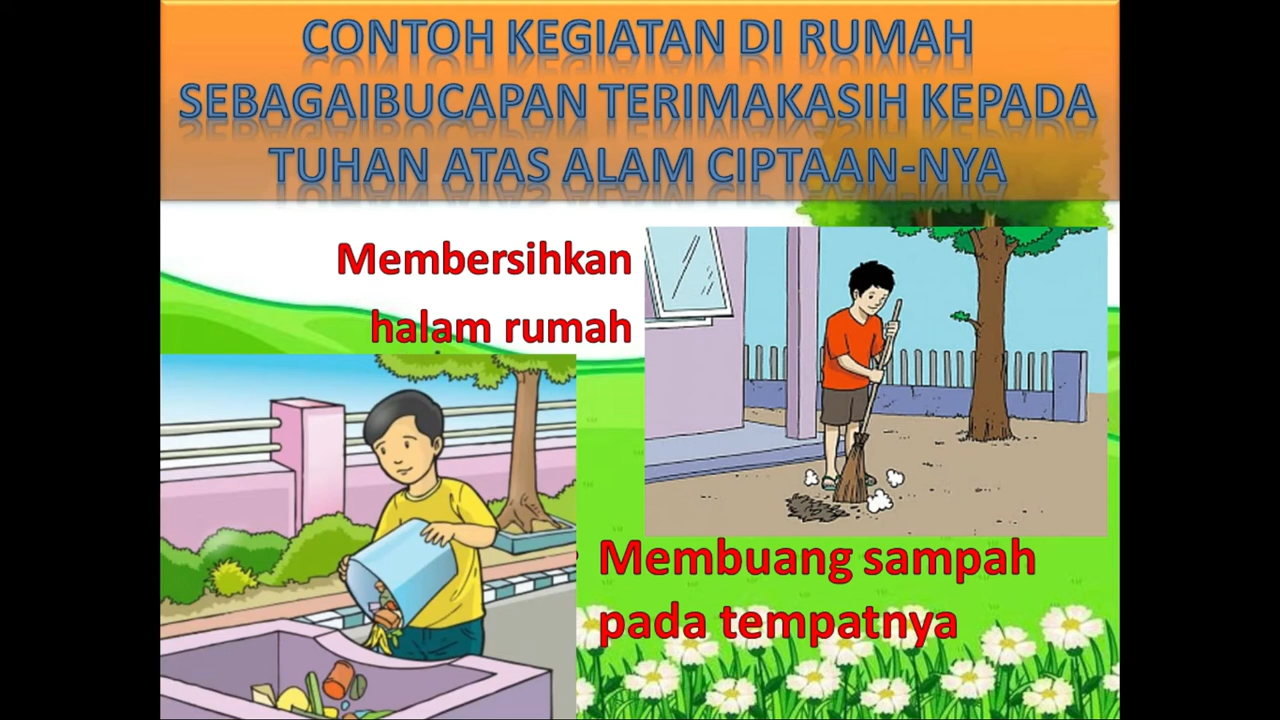 CONTOH KEGIATAN DI RUMAH
SEBAGAIBUCAPAN TERIMAKASIH KEPADA
TUHAN ATAS ALAM CIPTAAN-NYA
Membersihkan
halam rumah
Membuang sampah
pada tempatnya